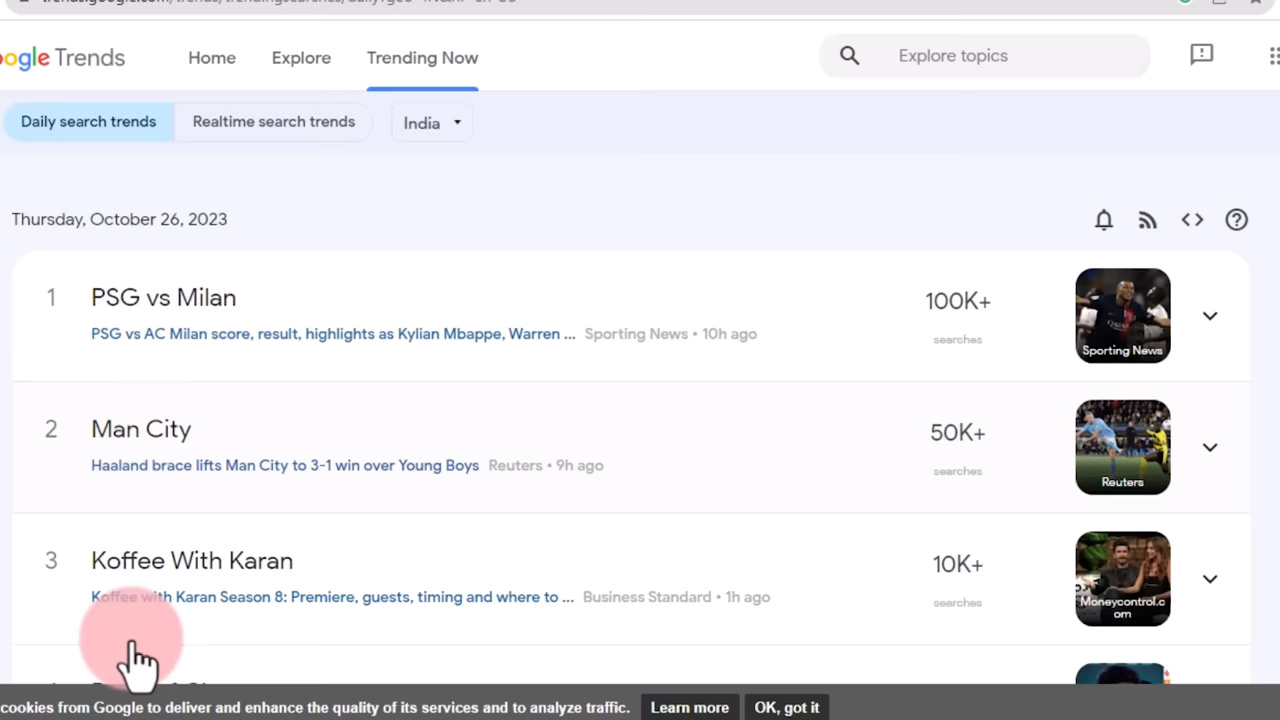 oogle Trends
Home
Explore
Trending Now
Explore topics
Daily search trends
Realtime search trends
India
Thursday, October 26, 2023
1
PSG vs Milan
100K+
PSG vs AC Milan score, result, highlights as Kylian Mbappe, Warren ... Sporting News • 10h ago
searches
Sporting News
2
Man City
50K+
Haaland brace lifts Man City to 3-1 win over Young Boys Reuters • 9h ago
searches
Reuters
3
Koffee With Karan
10K+
Koffee with Karan Season 8: Premiere, guests, timing and where to ... Business Standard • 1h ago
searches
Moneycontrol.c
om
cookies from Google to deliver and enhance the quality of its services and to analyze traffic.
Learn more
OK, got it